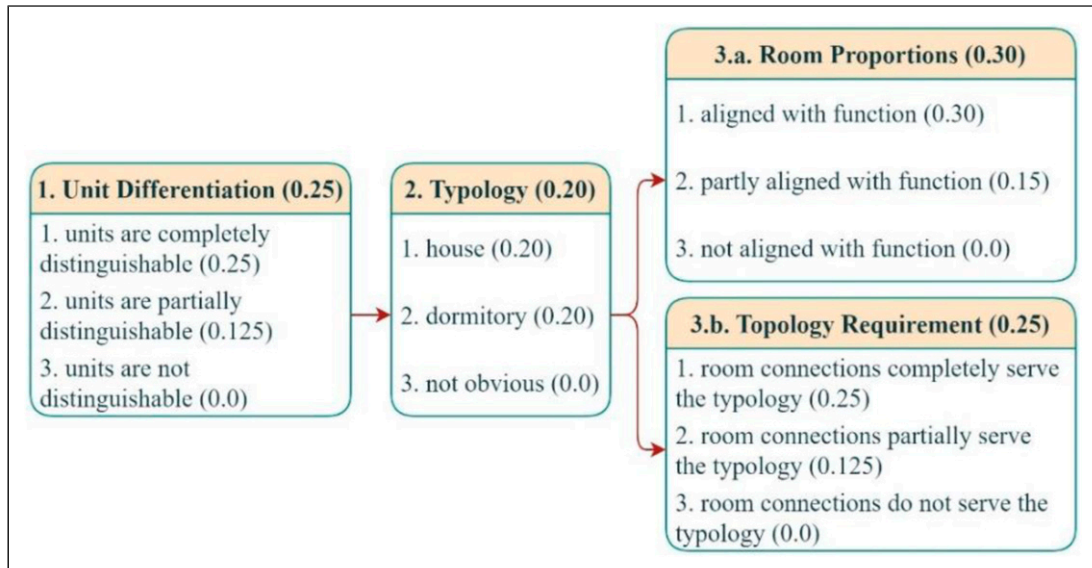 1. Unit Differentiation (0.25)
1. units are completely
distinguishable (0.25)
2. units are partially
distinguishable (0.125)
3. units are not
distinguishable (0.0)
2. Typology (0.20)
1. house (0.20)
2. dormitory (0.20)
3. not obvious (0.0)
3.a. Room Proportions (0.30)
1. aligned with function (0.30)
2. partly aligned with function (0.15)
3. not aligned with function (0.0)
3.b. Topology Requirement (0.25)
1. room connections completely serve
the typology (0.25)
2. room connections partially serve
the typology (0.125)
3. room connections do not serve the
typology (0.0)